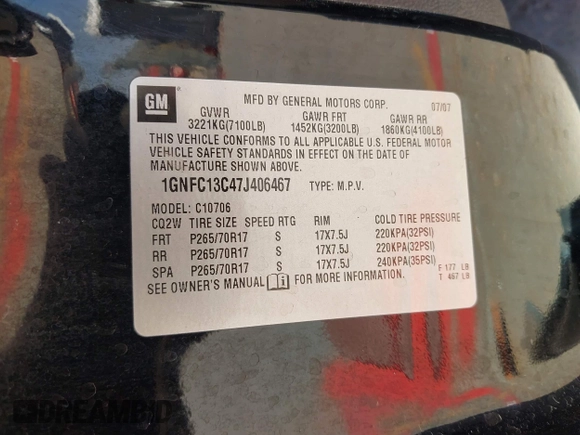 GM
MFD BY GENERAL MOTORS CORP. 07/07
GVWR GAWR FRT GAWR RR
3221KG(7100LB) 1452KG(3200LB) 1860KG(4100LB)
THIS VEHICLE CONFORMS TO ALL APPLICABLE U.S. FEDERAL MOTOR
VEHICLE SAFETY STANDARDS IN EFFECT ON THE DATE OF
MANUFACTURE SHOWN ABOVE.
1GNFC13C47J406467 TYPE: M.P.V.
MODEL: C10706
CQ2W TIRE SIZE SPEED RTG RIM COLD TIRE PRESSURE
FRT P265/70R17 S 17X7.5J 220KPA(32PSI)
RR P265/70R17 S 17X7.5J 220KPA(32PSI)
SPA P265/70R17 S 17X7.5J 240KPA(35PSI) F 177 LB
SEE OWNER'S MANUAL i FOR MORE INFORMATION. T 467 LB
DREAMBID